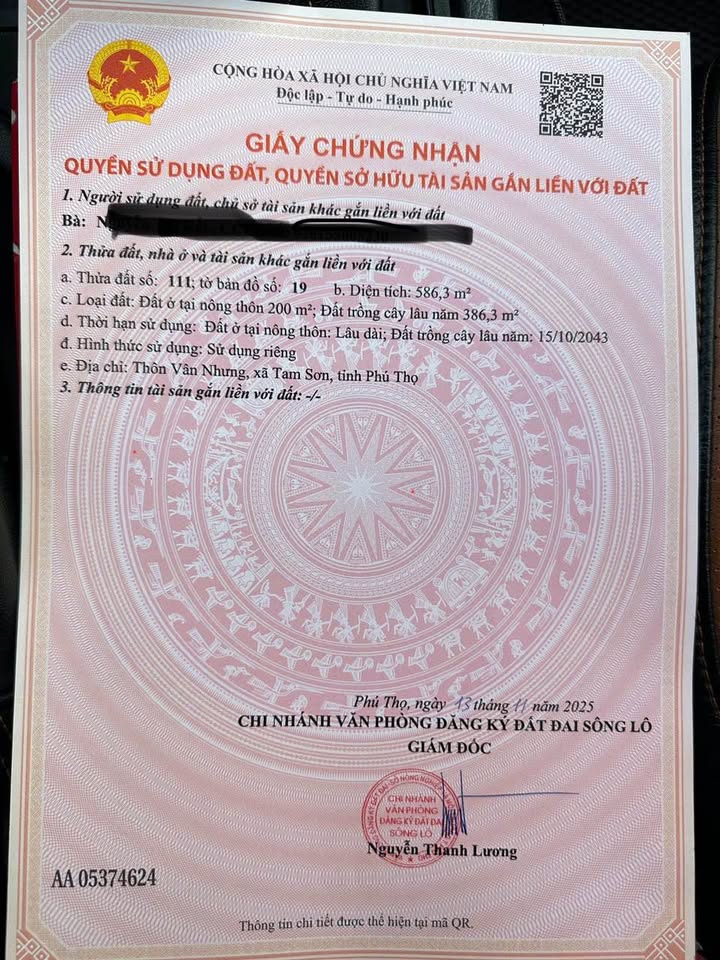 CỘNG HÒA XÃ HỘI CHỦ NGHĨA VIỆT NAM
Độc lập - Tự do - Hạnh phúc
GIẤY CHỨNG NHẬN
QUYỀN SỬ DỤNG ĐẤT, QUYỀN SỞ HỮU TÀI SẢN GẮN LIỀN VỚI ĐẤT
1. Người sử dụng đất, chủ sở tài sản khác gắn liền với đất
Bà:
2. Thửa đất, nhà ở và tài sản khác gắn liền với đất
a. Thửa đất số: 111; tờ bản đồ số: 19 b. Diện tích: 586,3 m²
c. Loại đất: Đất ở tại nông thôn 200 m²; Đất trồng cây lâu năm 386,3 m²
d. Thời hạn sử dụng: Đất ở tại nông thôn: Lâu dài; Đất trồng cây lâu năm: 15/10/2043
đ. Hình thức sử dụng: Sử dụng riêng
e. Địa chỉ: Thôn Vân Nhưng, xã Tam Sơn, tỉnh Phú Thọ
3. Thông tin tài sản gắn liền với đất: -/-
Phú Thọ, ngày 13 tháng 11 năm 2025
CHI NHÁNH VĂN PHÒNG ĐĂNG KÝ ĐẤT ĐAI SÔNG LÔ
GIÁM ĐỐC
CHI NHÁNH
VĂN PHÒNG
ĐĂNG KÝ ĐẤT ĐAI
SÔNG LÔ
Nguyễn Thanh Lương
AA 05374624
Thông tin chi tiết được thể hiện tại mã QR.